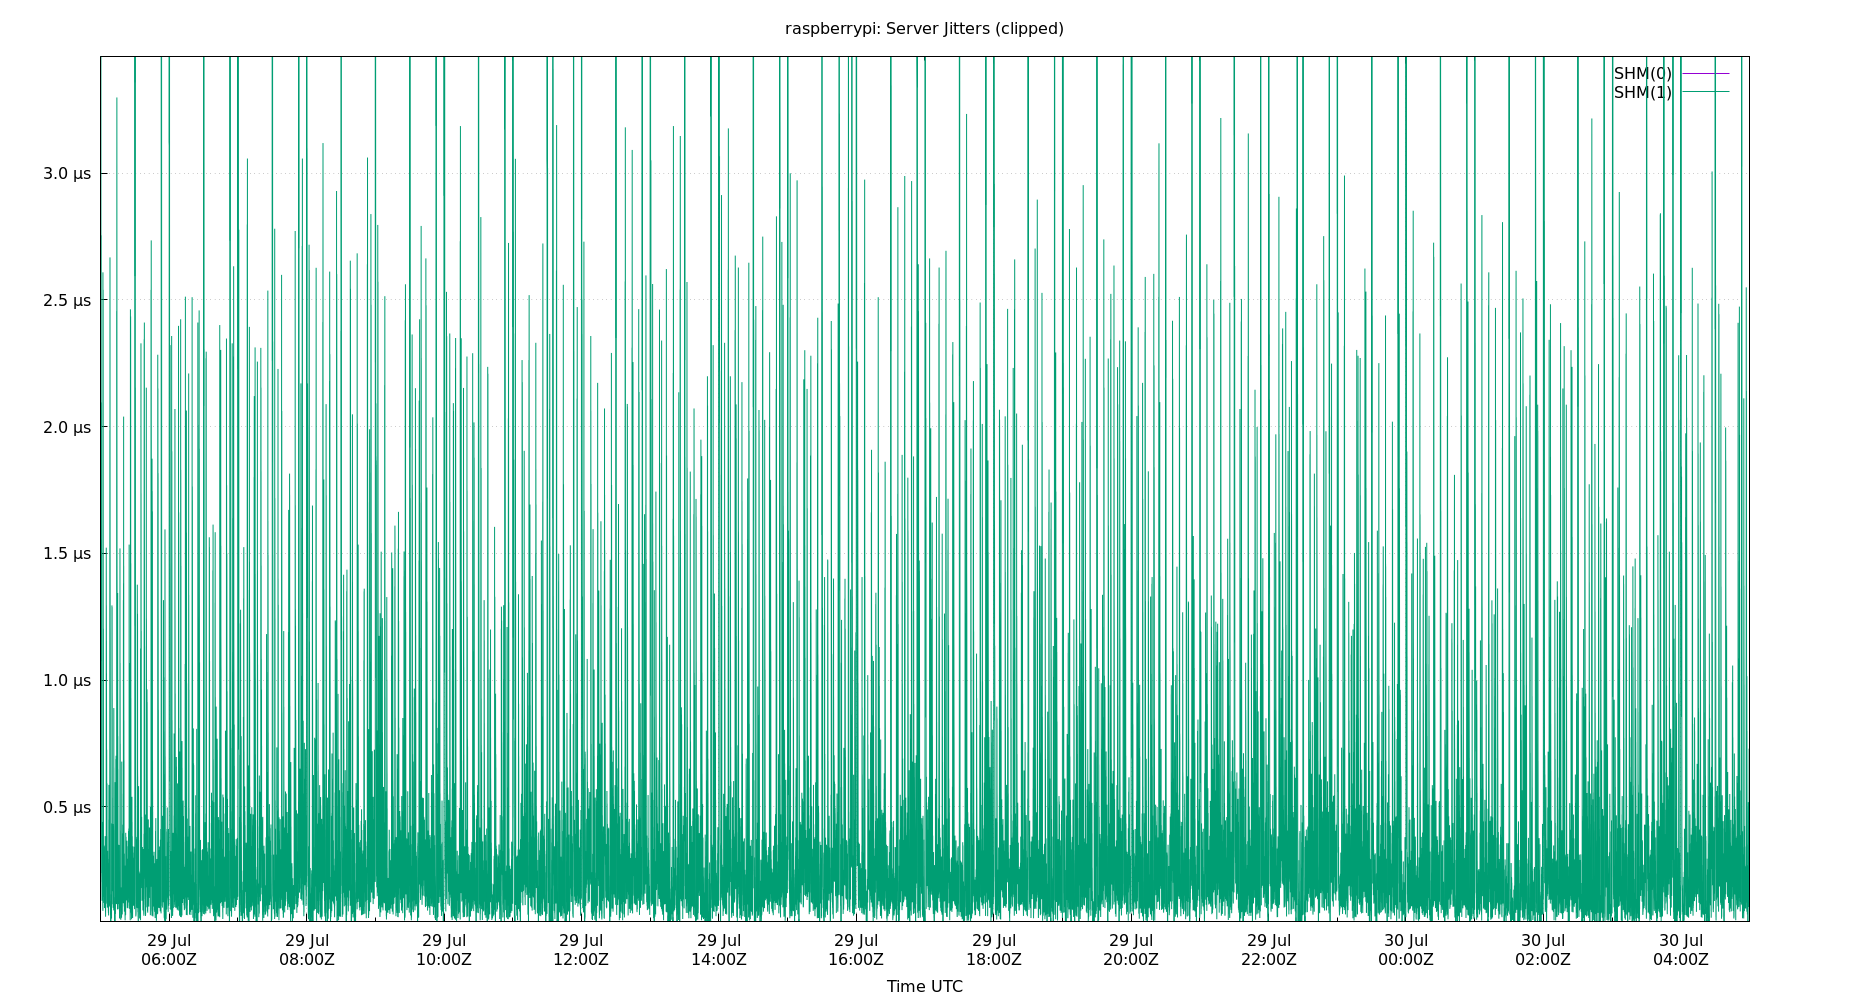 raspberrypi: Server Jitters (clipped)
SHM(0)
SHM(1)
3.0 µs
2.5 µs
2.0 µs
1.5 µs
1.0 µs
0.5 µs
29 Jul 29 Jul 29 Jul 29 Jul 29 Jul 29 Jul 29 Jul 29 Jul 29 Jul 30 Jul 30 Jul 30 Jul
06:00Z 08:00Z 10:00Z 12:00Z 14:00Z 16:00Z 18:00Z 20:00Z 22:00Z 00:00Z 02:00Z 04:00Z
Time UTC